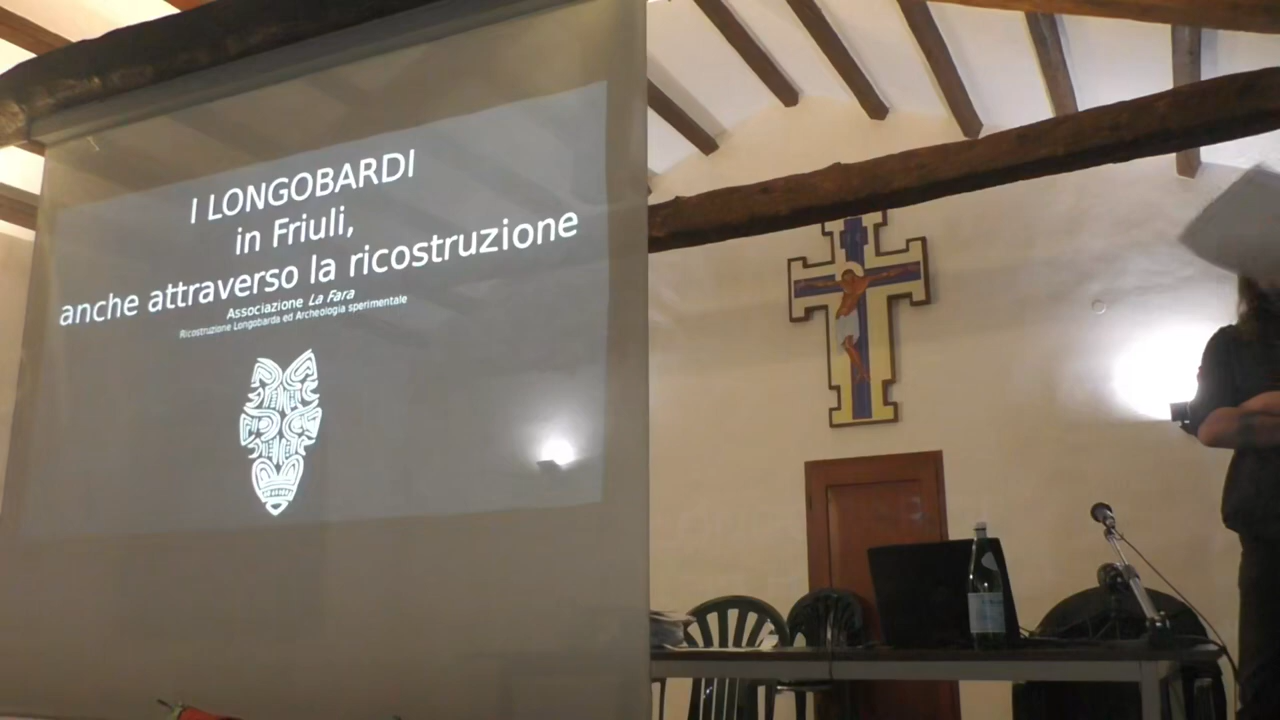 I LONGOBARDI
in Friuli,
anche attraverso la ricostruzione
Associazione La Fara
Ricostruzione Longobarda ed Archeologia sperimentale